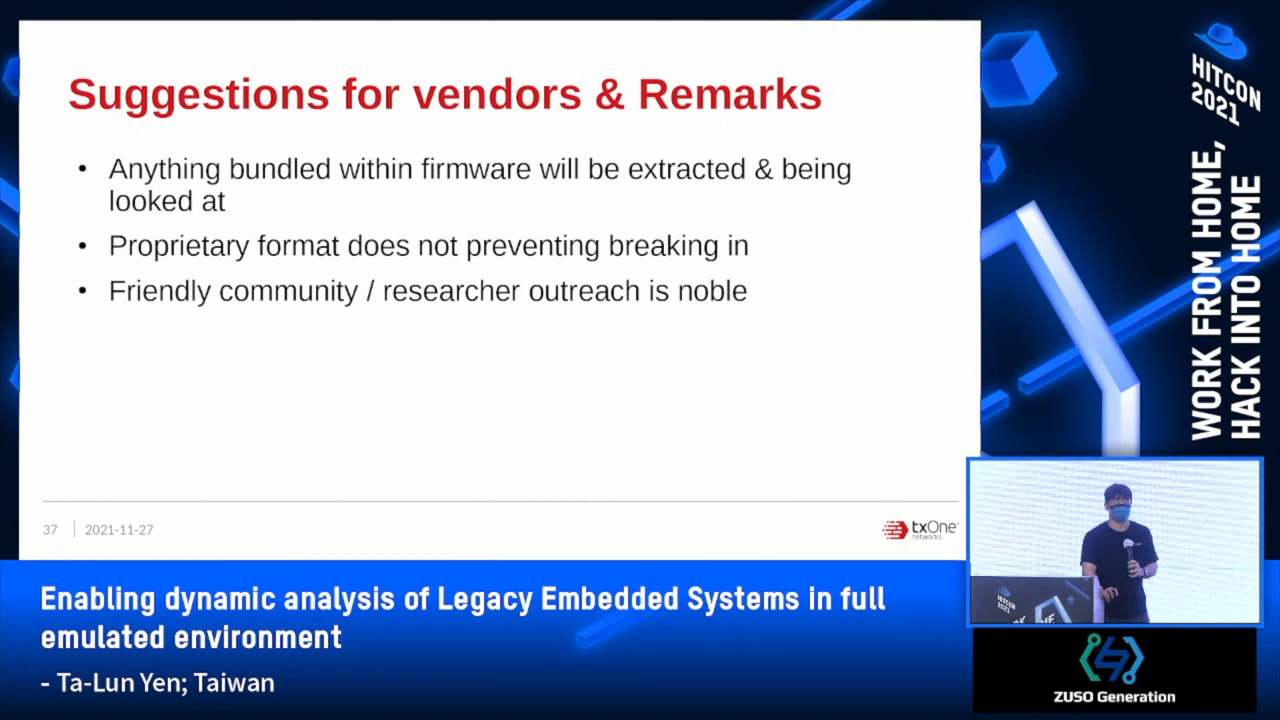 Suggestions for vendors & Remarks
• Anything bundled within firmware will be extracted & being
looked at
• Proprietary format does not preventing breaking in
• Friendly community / researcher outreach is noble
37
2021-11-27
txOne
networks
HITCON
2021
WORK FROM HOME,
HACK INTO HOME
HITCON
2021
Enabling dynamic analysis of Legacy Embedded Systems in full
emulated environment
- Ta-Lun Yen; Taiwan
ZUSO Generation